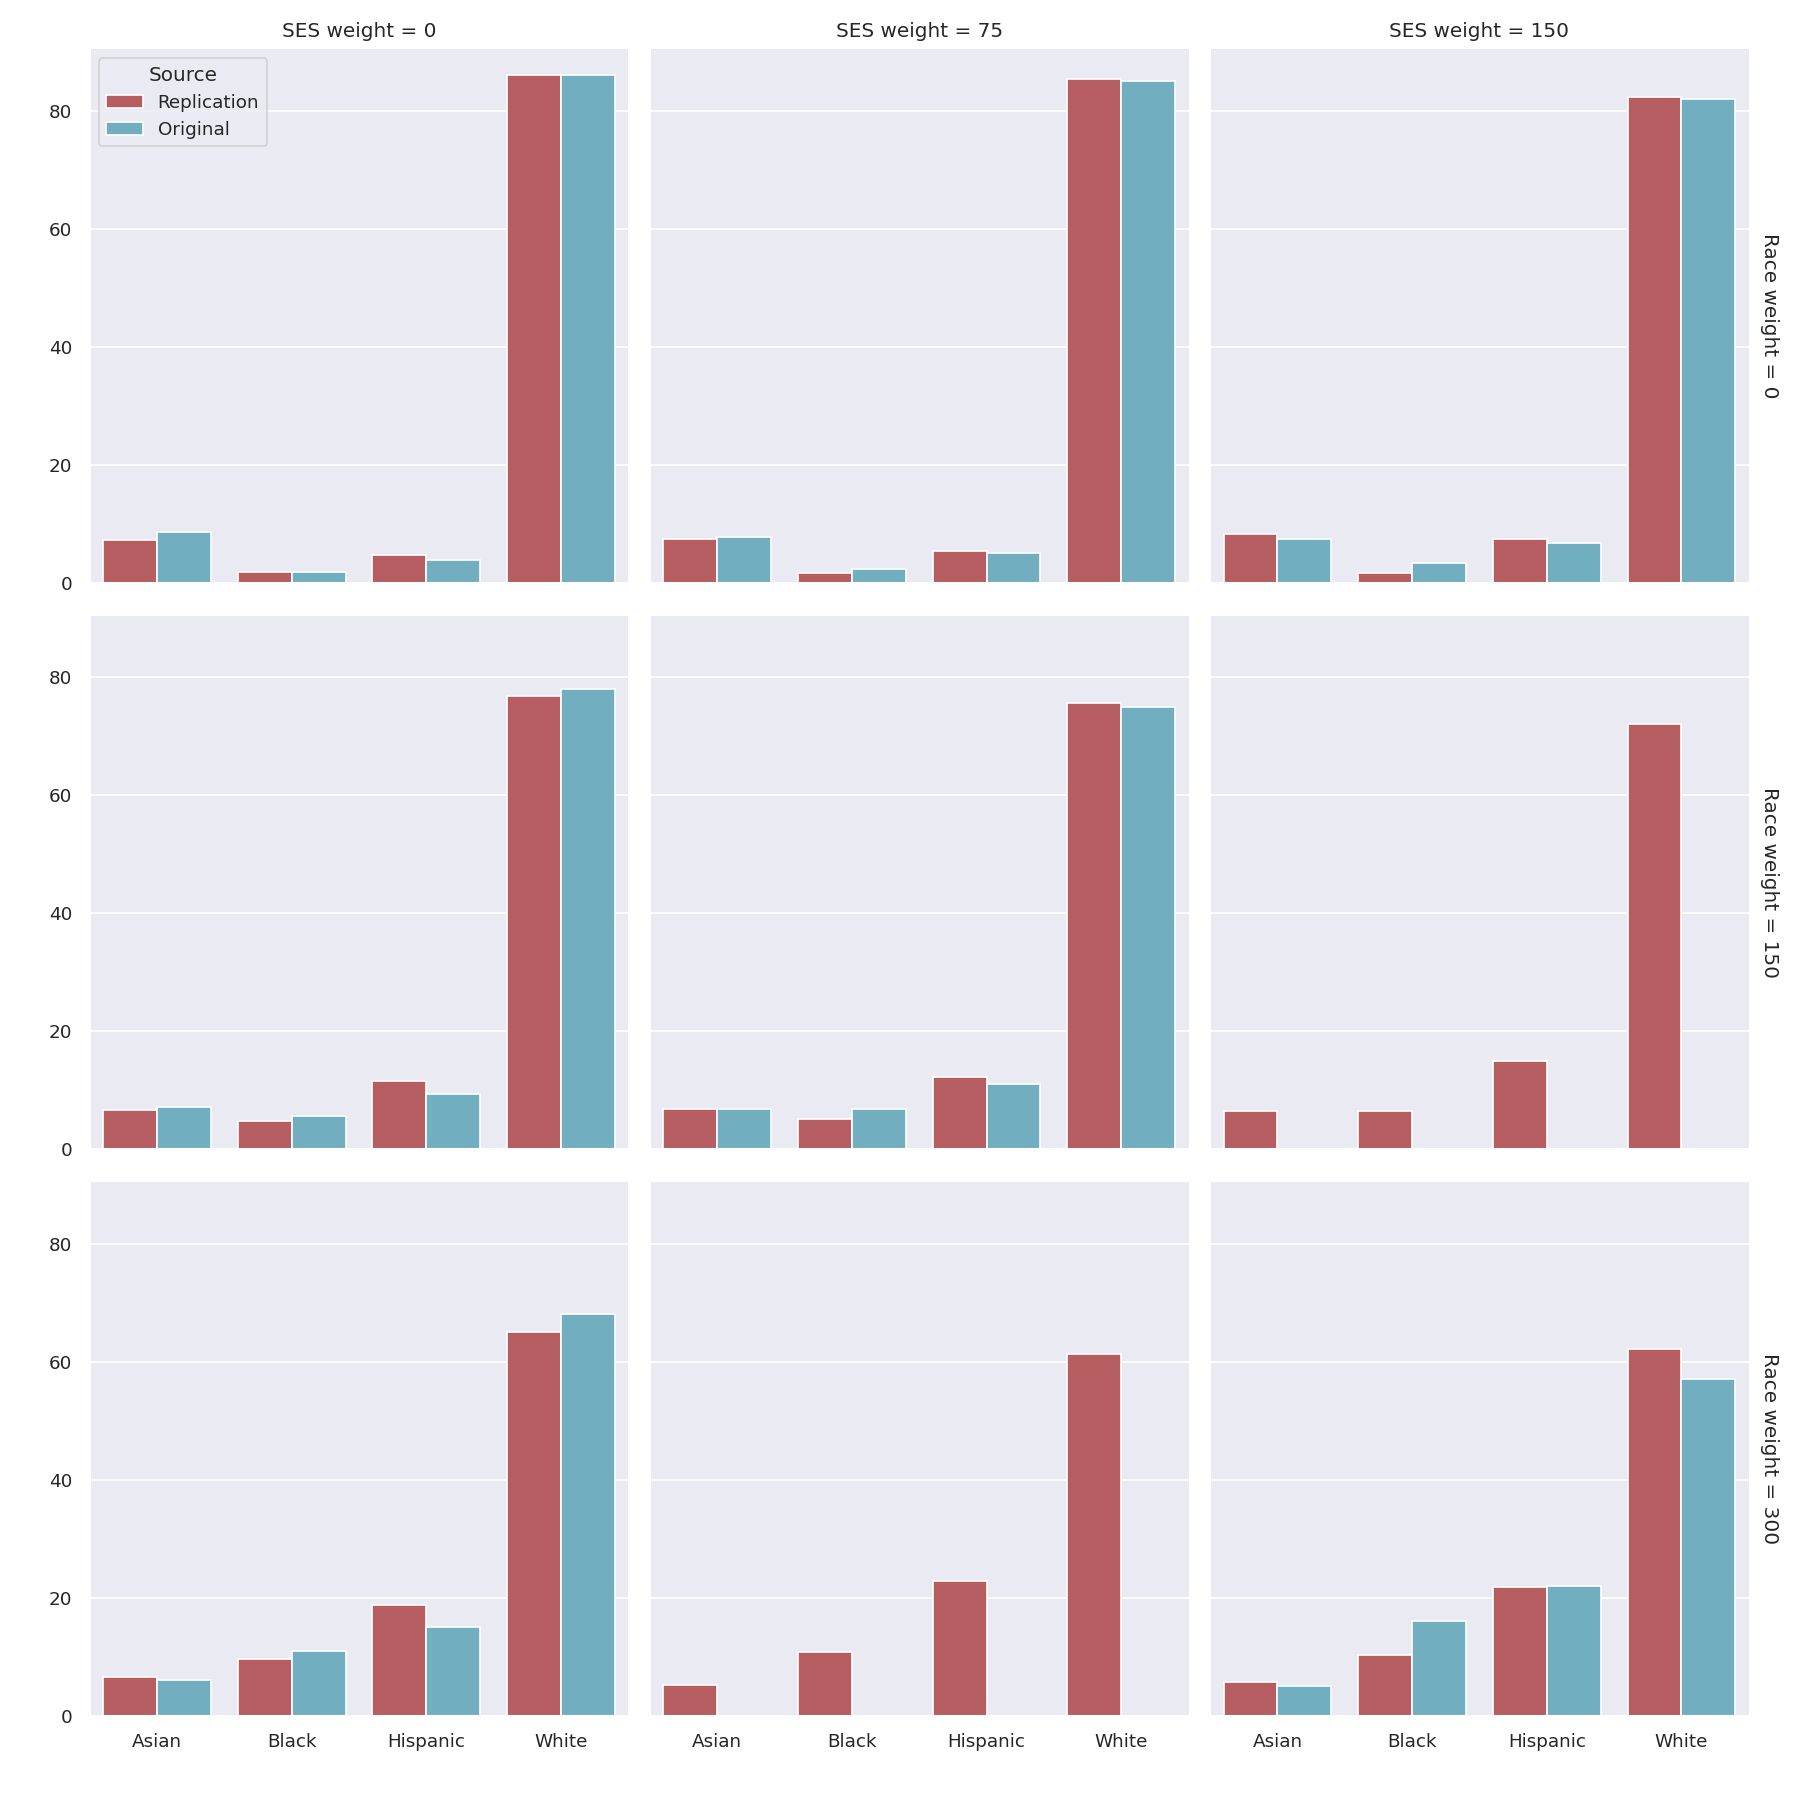 SES weight = 0
SES weight = 75
SES weight = 150
Source
Replication
Original
80
60
40
20
0
Race weight = 0
80
60
40
20
0
Race weight = 150
80
60
40
20
0
Race weight = 300
Asian Black Hispanic White
Asian Black Hispanic White
Asian Black Hispanic White